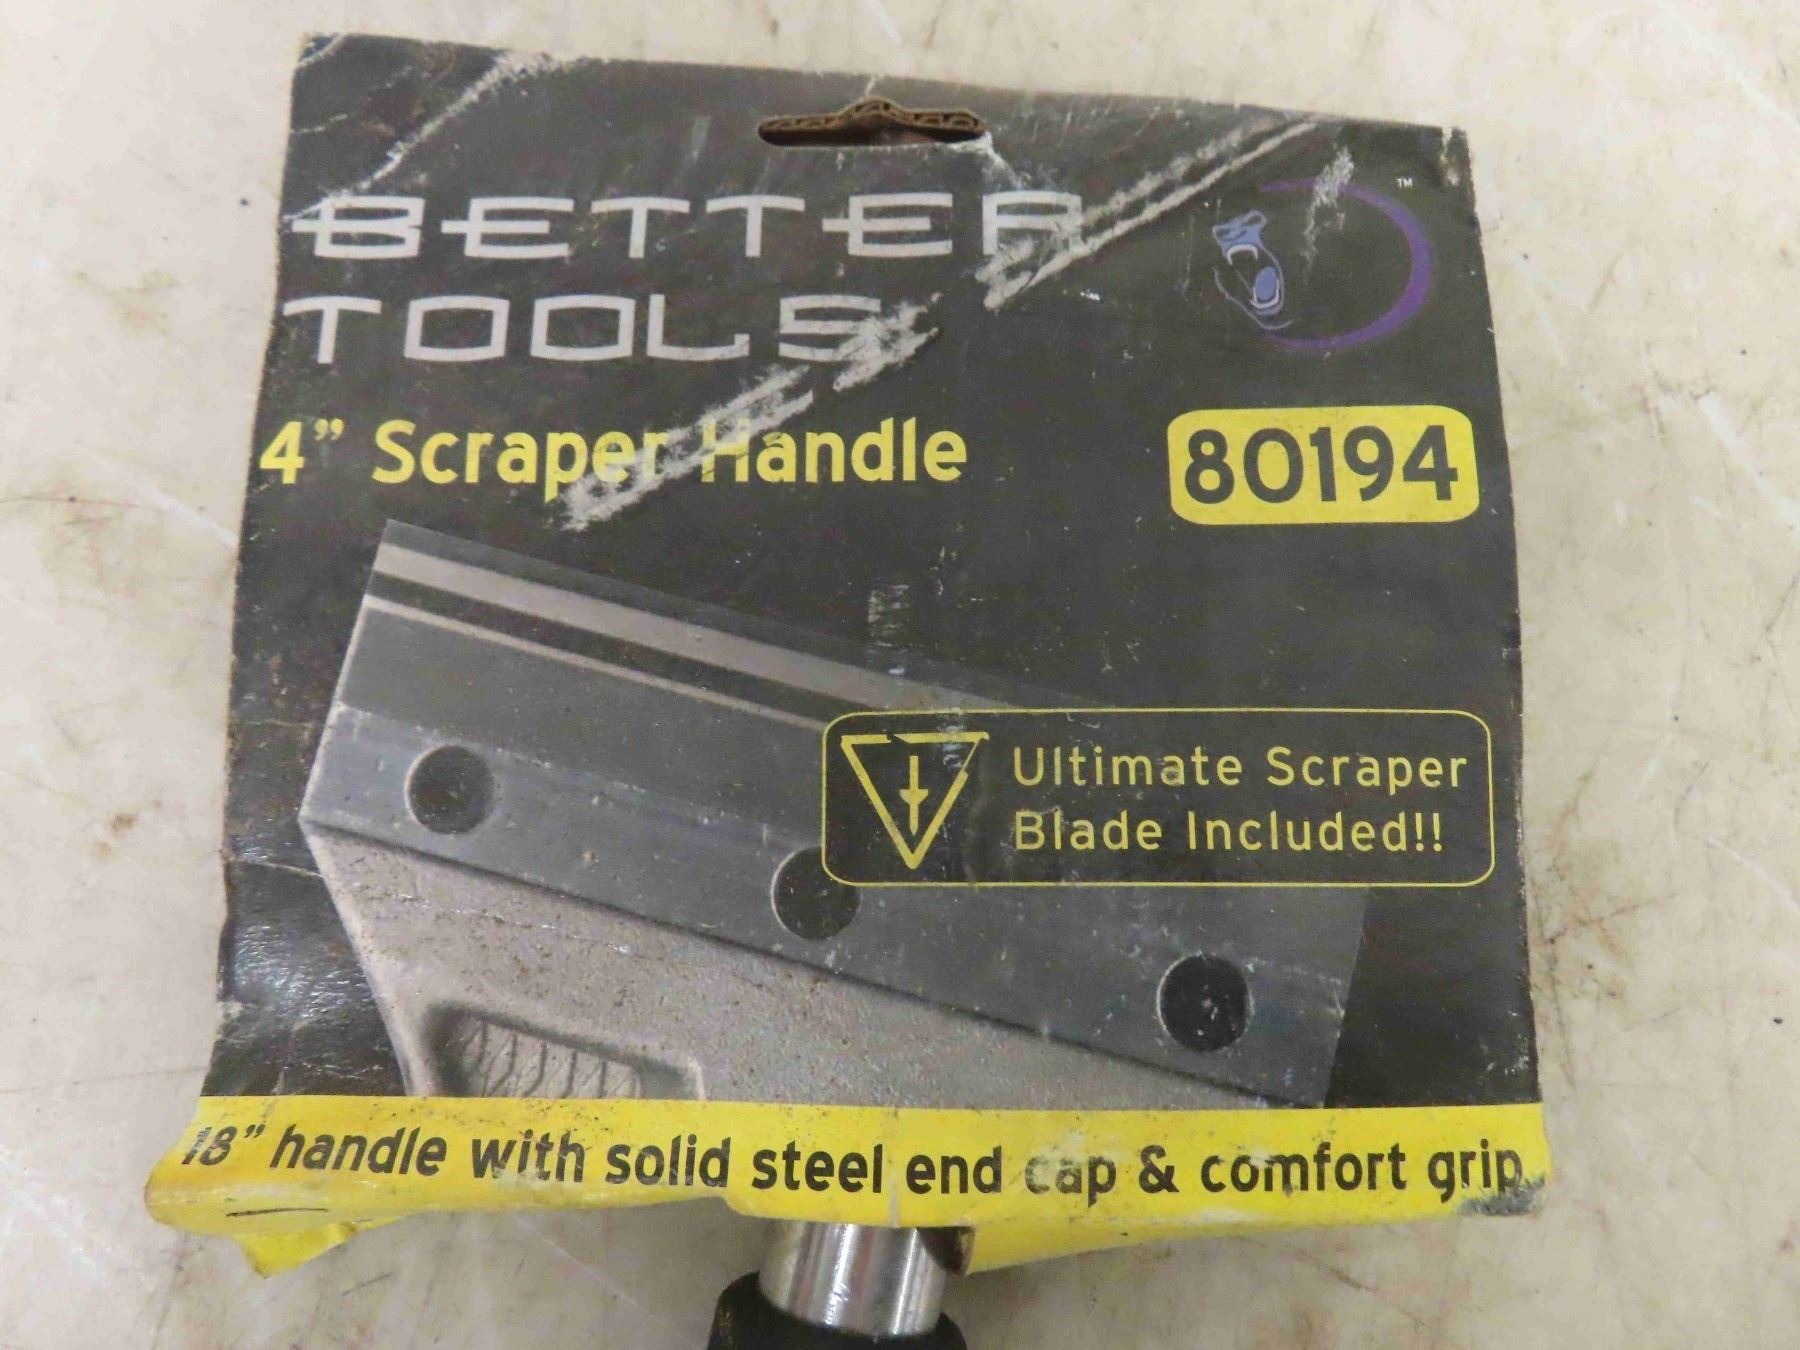 BETTER
TOOLS
™
4” Scraper Handle
80194
Ultimate Scraper
Blade Included!!
18” handle with solid steel end cap & comfort grip